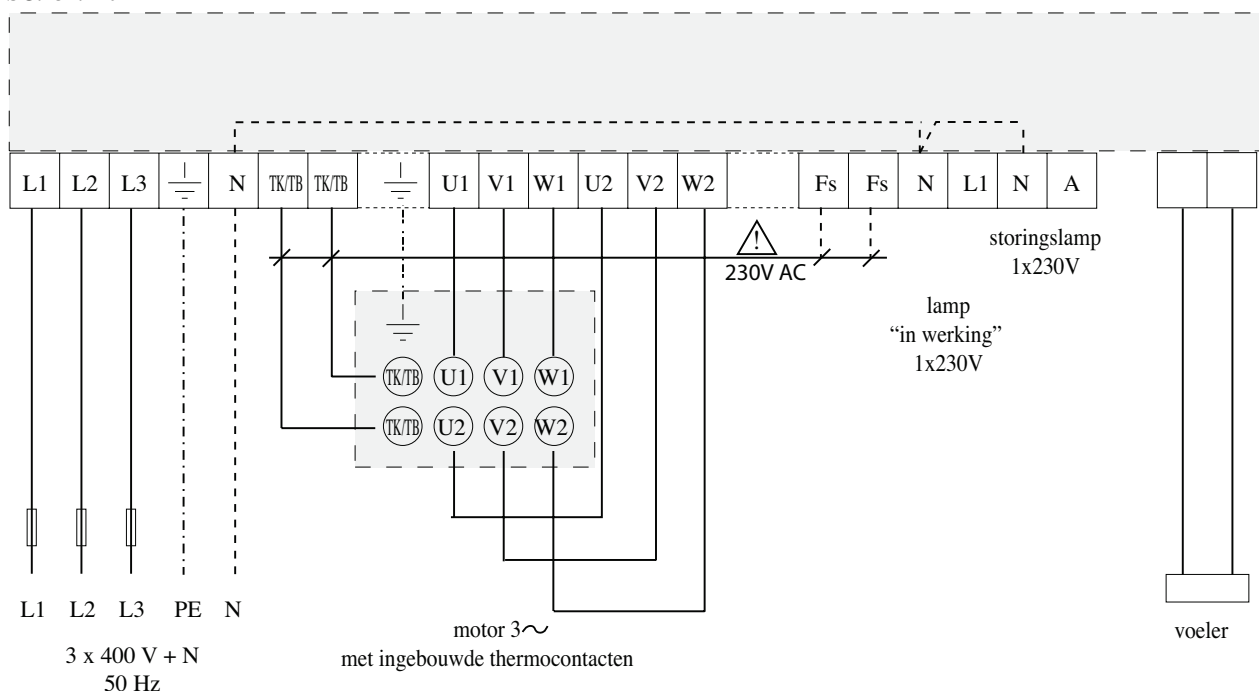 L1 L2 L3 N TK/TB TK/TB U1 V1 W1 U2 V2 W2 Fs Fs N L1 N A
storingslamp
1x230V
230V AC
lamp
“in werking”
1x230V
TK/TB U1 V1 W1
TK/TB U2 V2 W2
L1 L2 L3 PE N
3 x 400 V + N
50 Hz
motor 3~
met ingebouwde thermocontacten
voeler